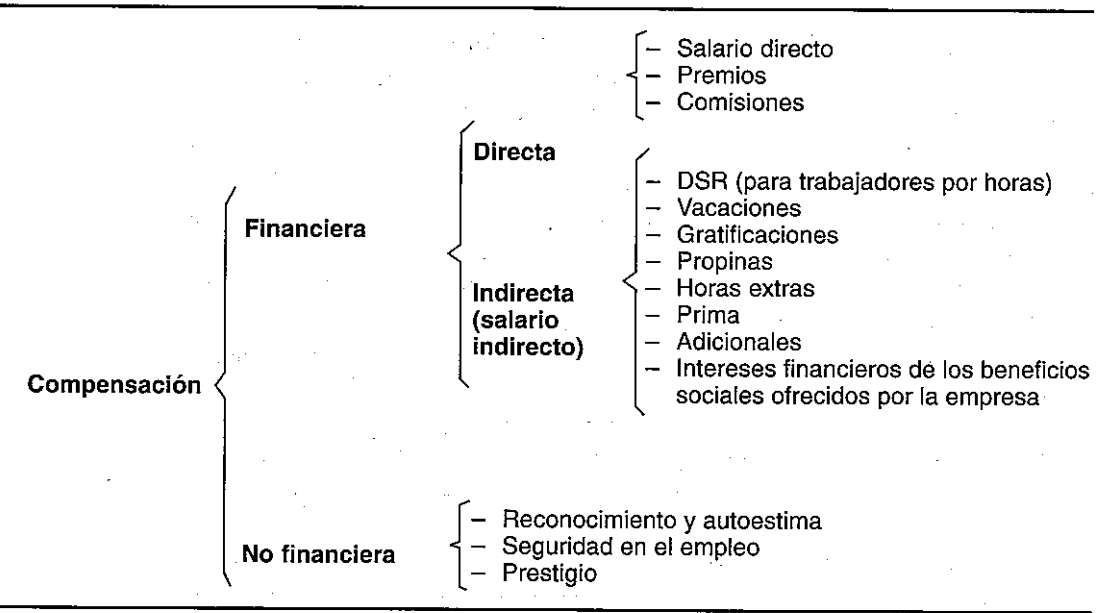 Compensación
Financiera
Directa
– Salario directo
– Premios
– Comisiones
Indirecta
(salario
indirecto)
– DSR (para trabajadores por horas)
– Vacaciones
– Gratificaciones
– Propinas
– Horas extras
– Prima
– Adicionales
– Intereses financieros de los beneficios
sociales ofrecidos por la empresa
No financiera
– Reconocimiento y autoestima
– Seguridad en el empleo
– Prestigio